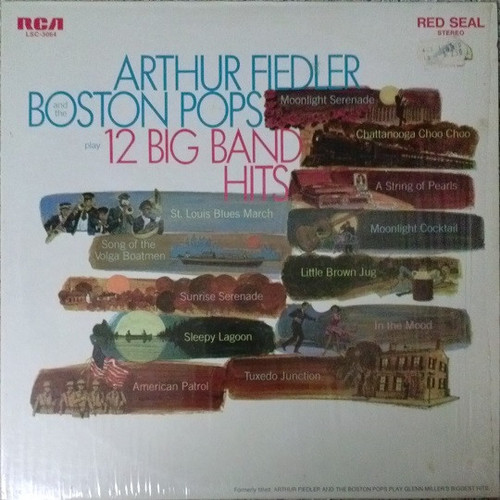 RCA
LSC-3064
RED SEAL
STEREO
ARTHUR FIEDLER
and the
BOSTON POPS
play 12 BIG BAND
HITS
Moonlight Serenade
Chattanooga Choo Choo
A String of Pearls
St. Louis Blues March
Moonlight Cocktail
Song of the
Volga Boatmen
Little Brown Jug
Sunrise Serenade
In the Mood
Sleepy Lagoon
Tuxedo Junction
American Patrol
Formerly titled: ARTHUR FIEDLER AND THE BOSTON POPS PLAY GLENN MILLER'S BIGGEST HITS